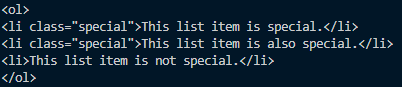 <ol>
<li class="special">This list item is special.</li>
<li class="special">This list item is also special.</li>
<li>This list item is not special.</li>
</ol>